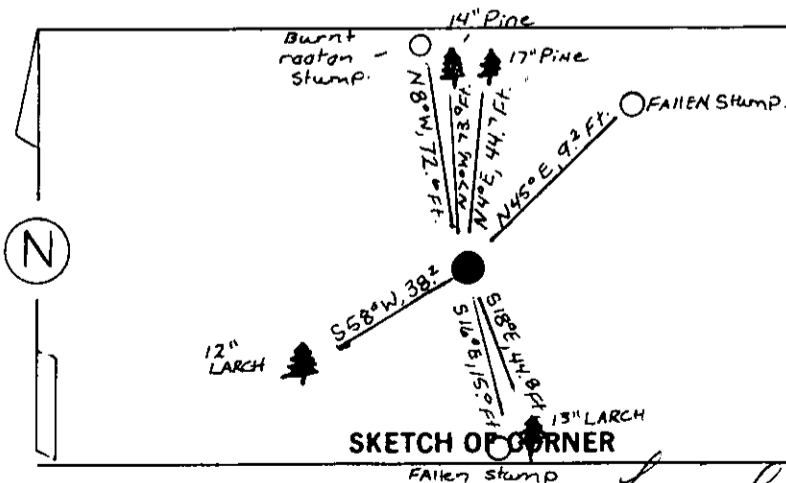 14" Pine
Burnt
rooton
Stump.
17" Pine
FAllEN Stump.
N8°W, 72.0 Ft.
N4°E, 44.7 Ft.
N45°E, 9.2 Ft.
N
S58°W, 38.2
12"
LARCH
S16°E, 15.0 Ft
S18°E, 44.8 Ft.
13" LARCH
SKETCH OF CORNER
FAllen Stump